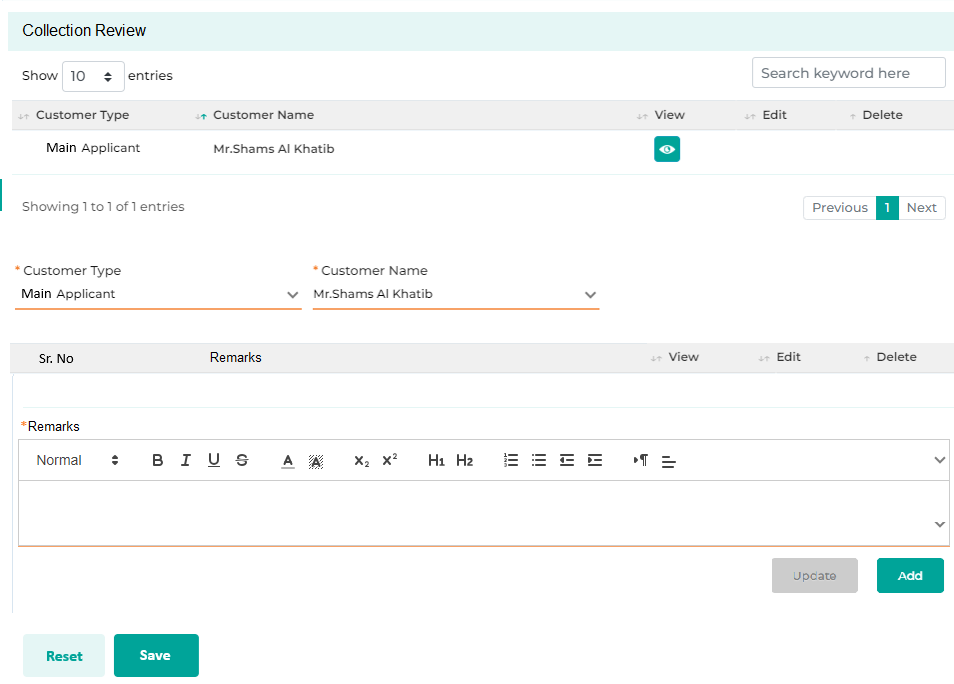 Collection Review
Show 10 entries Search keyword here
Customer Type Customer Name View Edit Delete
Main Applicant Mr.Shams Al Khatib
Showing 1 to 1 of 1 entries Previous 1 Next
* Customer Type * Customer Name
Main Applicant Mr.Shams Al Khatib
Sr. No Remarks View Edit Delete
*Remarks
Normal B I U S A A X2 X2 H1 H2
Update Add
Reset Save